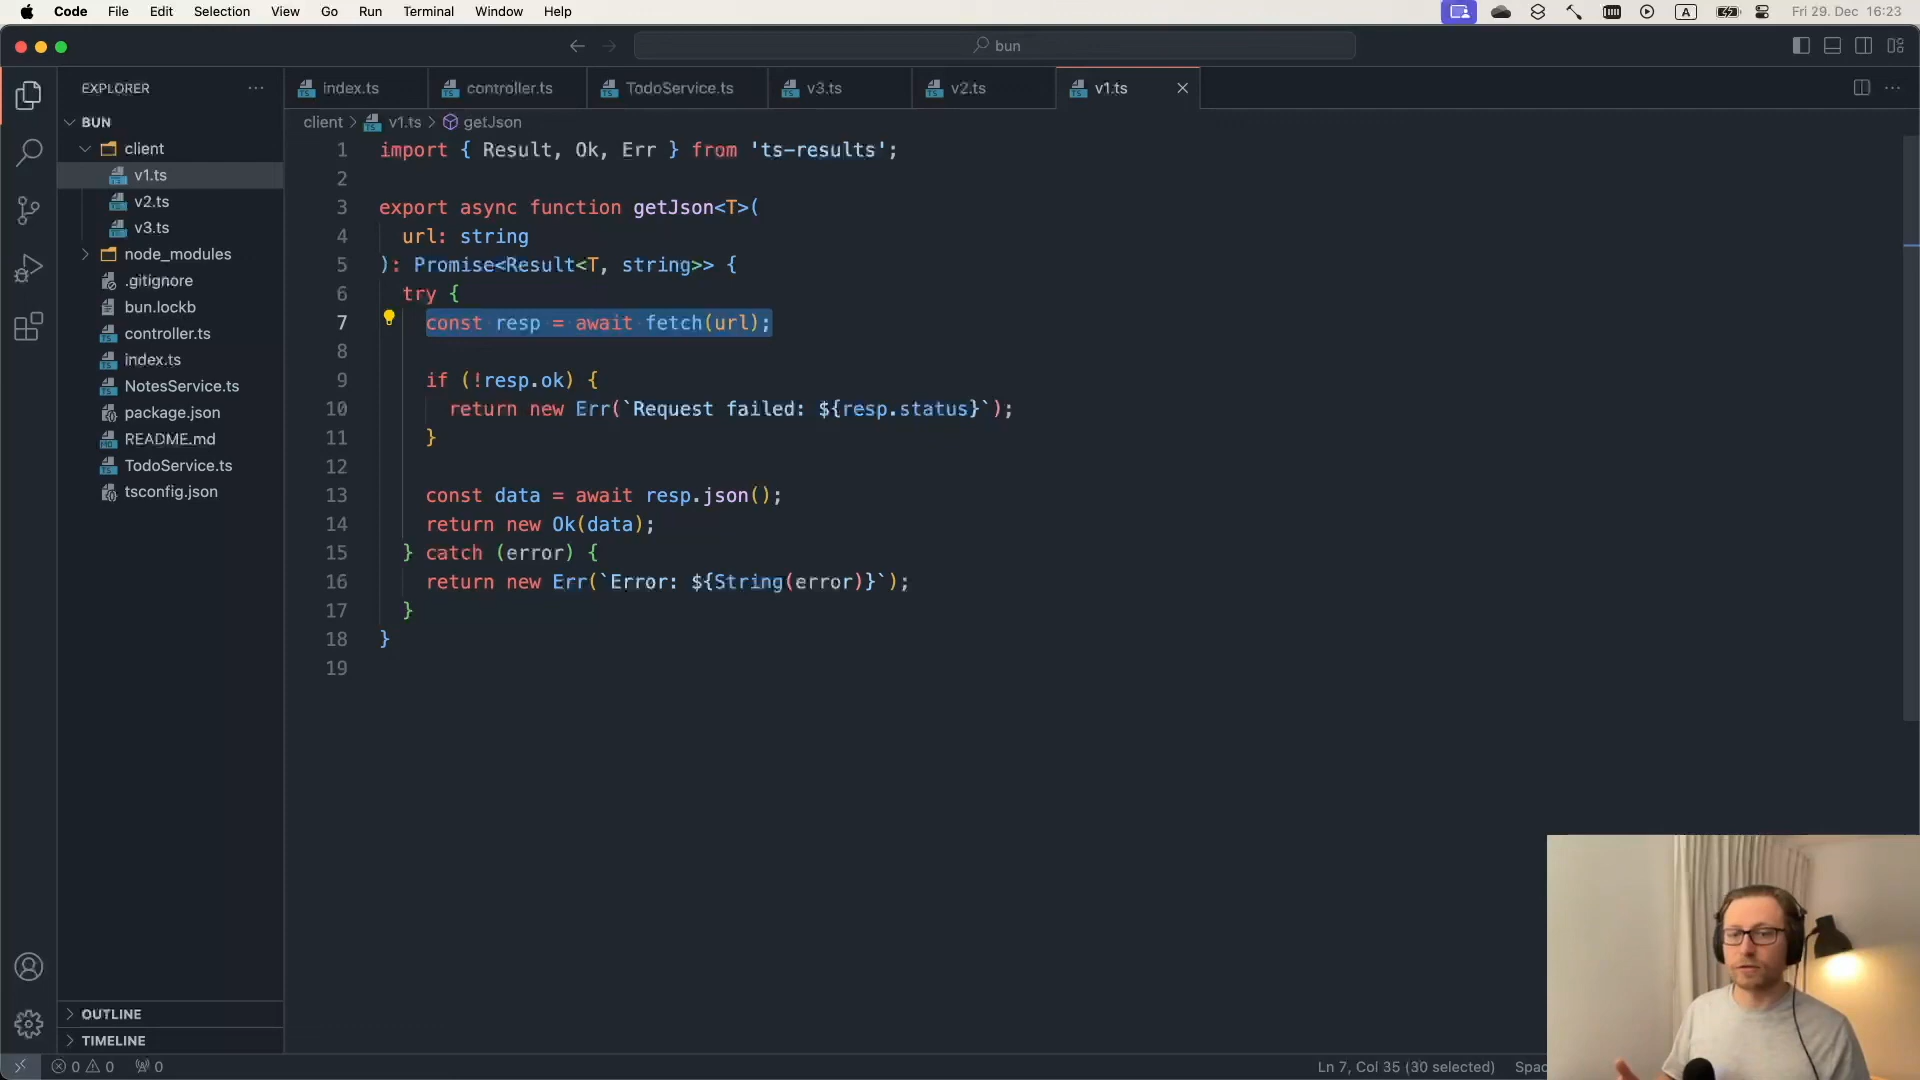 Code File Edit Selection View Go Run Terminal Window Help
A
Fri 29. Dec 16:23
bun
EXPLORER
index.ts
controller.ts
TodoService.ts
v3.ts
v2.ts
v1.ts
BUN
client
v1.ts
v2.ts
v3.ts
node_modules
.gitignore
bun.lockb
controller.ts
index.ts
NotesService.ts
package.json
README.md
TodoService.ts
tsconfig.json
OUTLINE
TIMELINE
client > v1.ts > getJson
1 import { Result, Ok, Err } from 'ts-results';
2
3 export async function getJson<T>(
4 url: string
5 ): Promise<Result<T, string>> {
6 try {
7 const resp = await fetch(url);
8
9 if (!resp.ok) {
10 return new Err(`Request failed: ${resp.status}`);
11 }
12
13 const data = await resp.json();
14 return new Ok(data);
15 } catch (error) {
16 return new Err(`Error: ${String(error)}`);
17 }
18 }
19
0 0 0
Ln 7, Col 35 (30 selected)
Spac